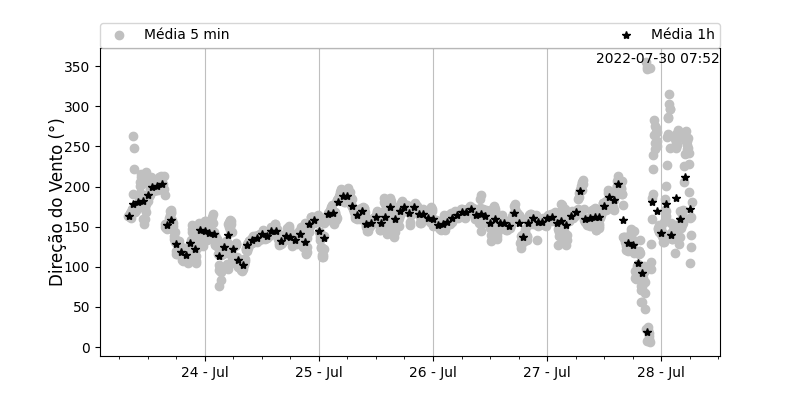 Média 5 min
Média 1h
2022-07-30 07:52
Direção do Vento (°)
350
300
250
200
150
100
50
0
24 - Jul
25 - Jul
26 - Jul
27 - Jul
28 - Jul